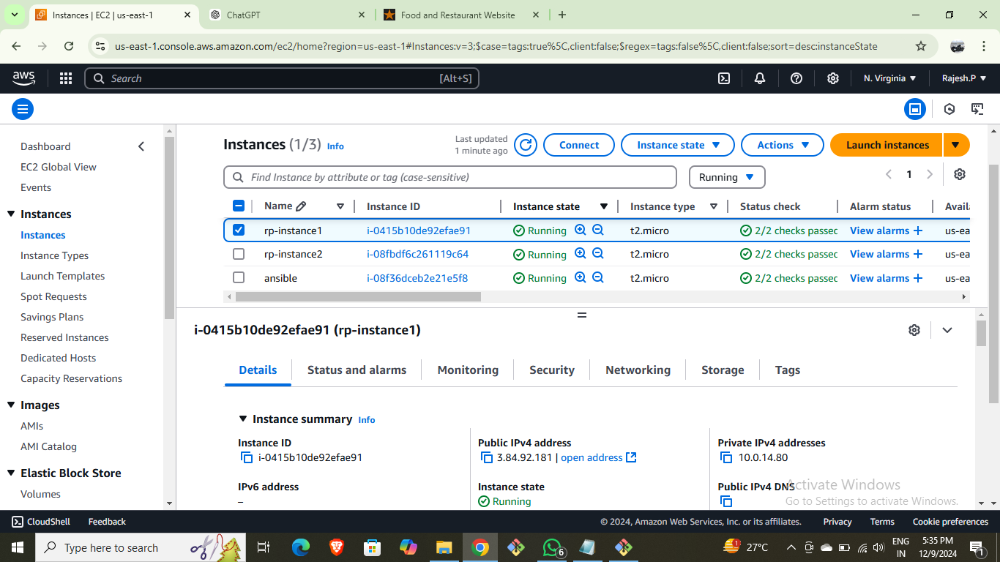 Instances | EC2 | us-east-1
ChatGPT
Food and Restaurant Website
us-east-1.console.aws.amazon.com/ec2/home?region=us-east-1#Instances:v=3;$case=tags:true%5C,client:false;$regex=tags:false%5C,client:false;sort=desc:instanceState
aws
Search
[Alt+S]
N. Virginia
Rajesh.P
Dashboard
EC2 Global View
Events
Instances
Instances
Instance Types
Launch Templates
Spot Requests
Savings Plans
Reserved Instances
Dedicated Hosts
Capacity Reservations
Images
AMIs
AMI Catalog
Elastic Block Store
Volumes
Instances (1/3) Info
Last updated
1 minute ago
Connect
Instance state
Actions
Launch instances
Find Instance by attribute or tag (case-sensitive)
Running
1
Name Instance ID Instance state Instance type Status check Alarm status Avail
rp-instance1 i-0415b10de92efae91 Running t2.micro 2/2 checks passec View alarms + us-ea
rp-instance2 i-08fbdf6c261119c64 Running t2.micro 2/2 checks passec View alarms + us-ea
ansible i-08f36dceb2e21e5f8 Running t2.micro 2/2 checks passec View alarms + us-ea
i-0415b10de92efae91 (rp-instance1)
Details
Status and alarms
Monitoring
Security
Networking
Storage
Tags
Instance summary Info
Instance ID
i-0415b10de92efae91
Public IPv4 address
3.84.92.181 | open address
Private IPv4 addresses
10.0.14.80
IPv6 address
–
Instance state
Running
Public IPv4 DNS
Activate Windows
Go to Settings to activate Windows.
CloudShell
Feedback
© 2024, Amazon Web Services, Inc. or its affiliates.
Privacy
Terms
Cookie preferences
Type here to search
6
1
27°C
ENG
IN
5:35 PM
12/9/2024
1